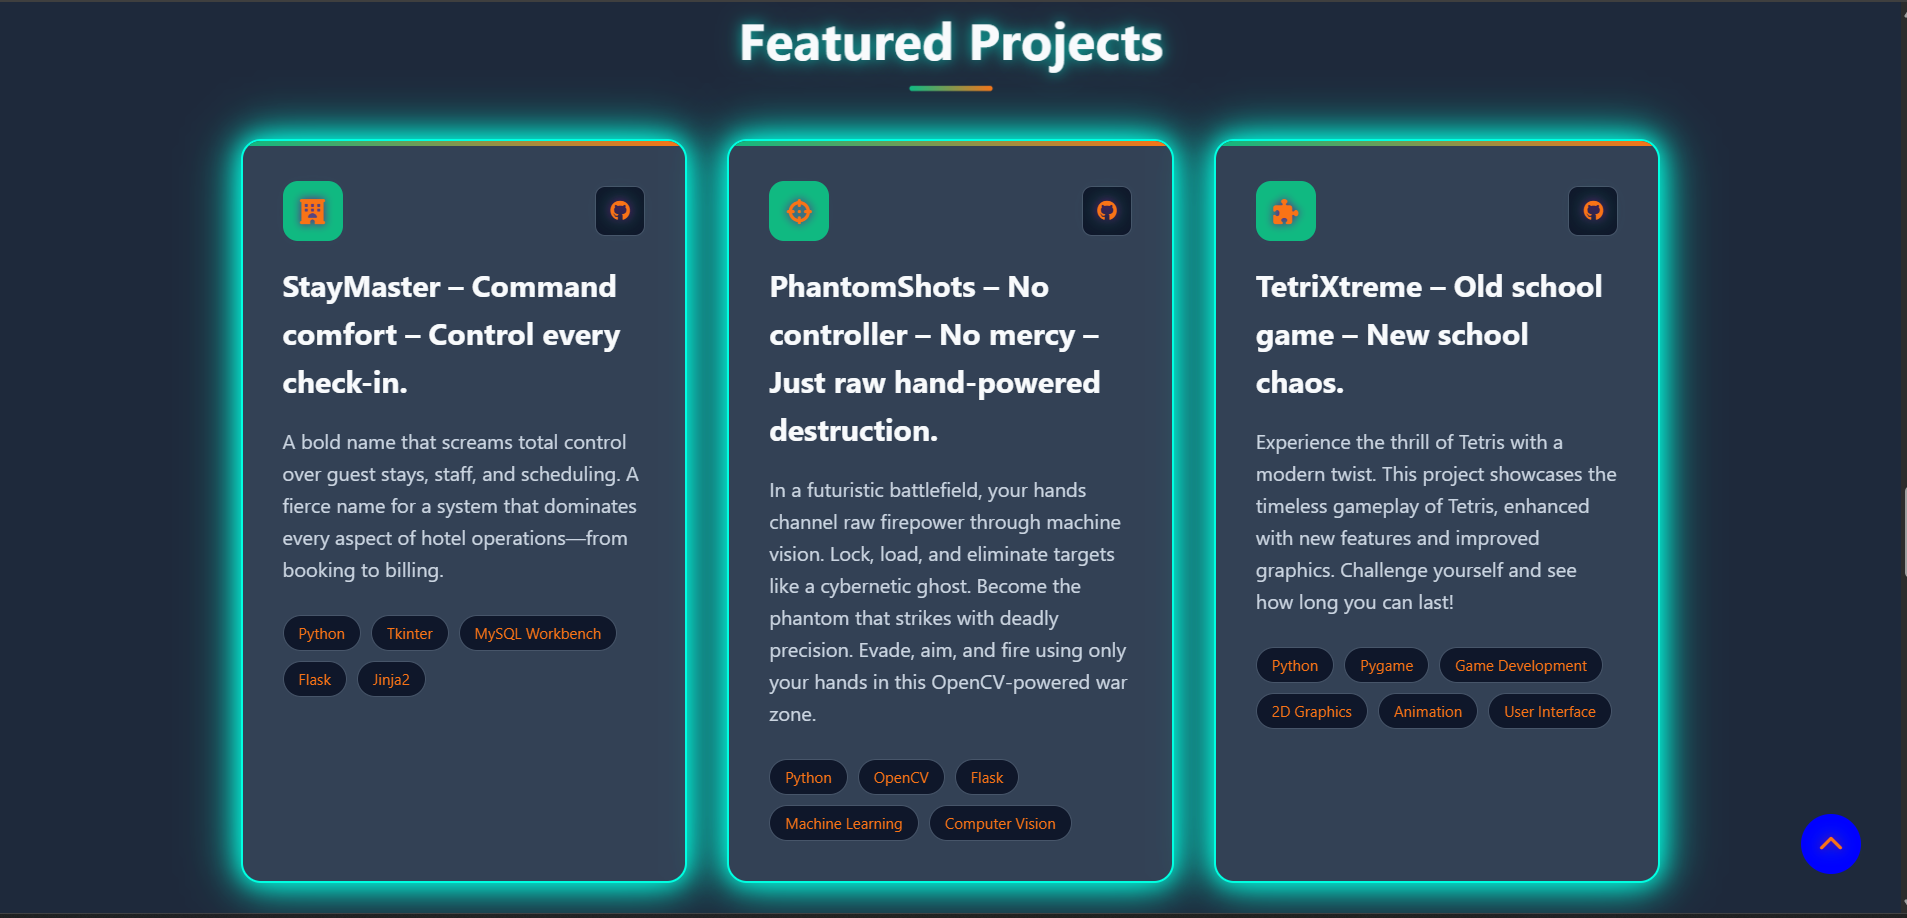 Featured Projects
StayMaster – Command
comfort – Control every
check-in.
A bold name that screams total control
over guest stays, staff, and scheduling. A
fierce name for a system that dominates
every aspect of hotel operations—from
booking to billing.
Python Tkinter MySQL Workbench
Flask Jinja2
PhantomShots – No
controller – No mercy –
Just raw hand-powered
destruction.
In a futuristic battlefield, your hands
channel raw firepower through machine
vision. Lock, load, and eliminate targets
like a cybernetic ghost. Become the
phantom that strikes with deadly
precision. Evade, aim, and fire using only
your hands in this OpenCV-powered war
zone.
Python OpenCV Flask
Machine Learning Computer Vision
TetriXtreme – Old school
game – New school
chaos.
Experience the thrill of Tetris with a
modern twist. This project showcases the
timeless gameplay of Tetris, enhanced
with new features and improved
graphics. Challenge yourself and see
how long you can last!
Python Pygame Game Development
2D Graphics Animation User Interface